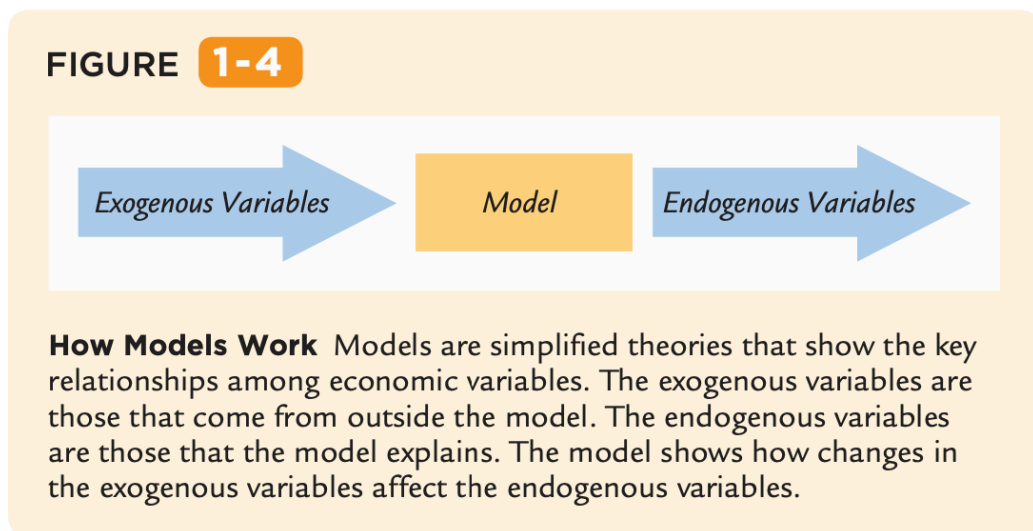 FIGURE 1-4
Exogenous Variables Model Endogenous Variables
How Models Work Models are simplified theories that show the key
relationships among economic variables. The exogenous variables are
those that come from outside the model. The endogenous variables
are those that the model explains. The model shows how changes in
the exogenous variables affect the endogenous variables.